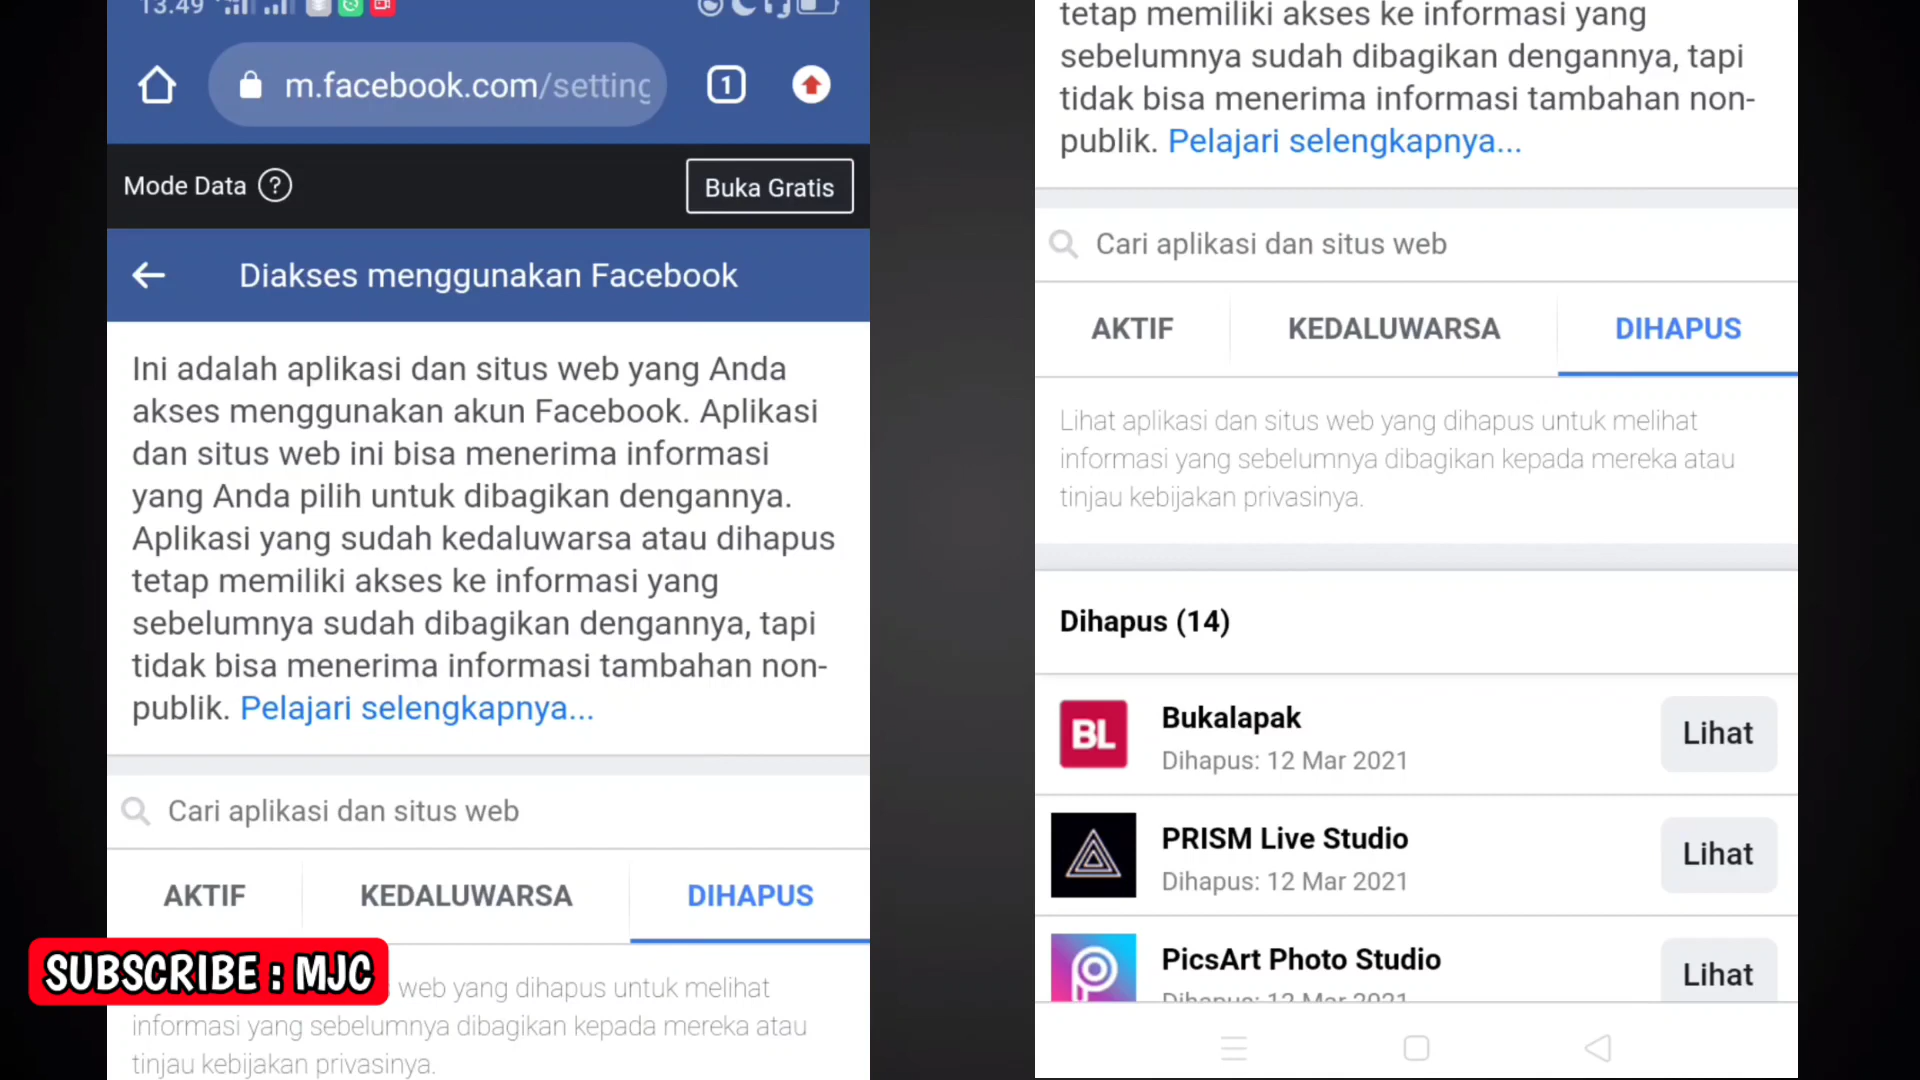 13.49
m.facebook.com/setting
1
Mode Data ?
Buka Gratis
Diakses menggunakan Facebook
Ini adalah aplikasi dan situs web yang Anda
akses menggunakan akun Facebook. Aplikasi
dan situs web ini bisa menerima informasi
yang Anda pilih untuk dibagikan dengannya.
Aplikasi yang sudah kedaluwarsa atau dihapus
tetap memiliki akses ke informasi yang
sebelumnya sudah dibagikan dengannya, tapi
tidak bisa menerima informasi tambahan non-
publik. Pelajari selengkapnya...
Cari aplikasi dan situs web
AKTIF
KEDALUWARSA
DIHAPUS
SUBSCRIBE : MJC
web yang dihapus untuk melihat
informasi yang sebelumnya dibagikan kepada mereka atau
tinjau kebijakan privasinya.
tetap memiliki akses ke informasi yang
sebelumnya sudah dibagikan dengannya, tapi
tidak bisa menerima informasi tambahan non-
publik. Pelajari selengkapnya...
Cari aplikasi dan situs web
AKTIF
KEDALUWARSA
DIHAPUS
Lihat aplikasi dan situs web yang dihapus untuk melihat
informasi yang sebelumnya dibagikan kepada mereka atau
tinjau kebijakan privasinya.
Dihapus (14)
BL
Bukalapak
Dihapus: 12 Mar 2021
Lihat
PRISM Live Studio
Dihapus: 12 Mar 2021
Lihat
PicsArt Photo Studio
Dihapus: 12 Mar 2021
Lihat